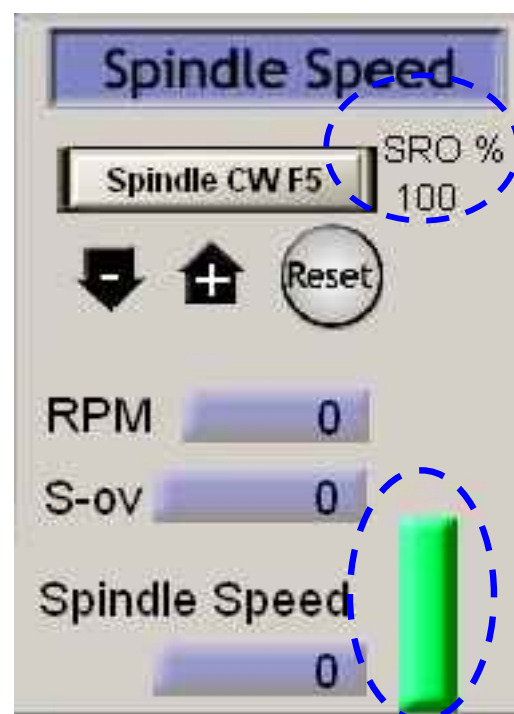 Spindle Speed
SRO %
Spindle CW F5
100
- + Reset
RPM 0
S-ov 0
Spindle Speed
0